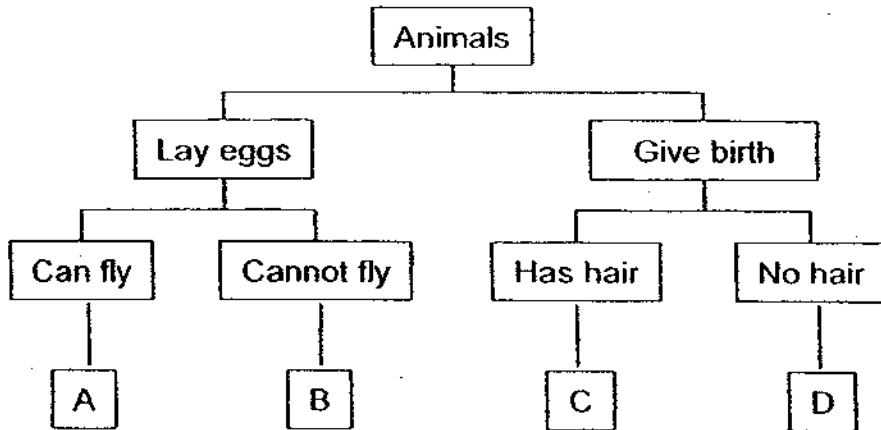 Animals
Lay eggs
Give birth
Can fly
Cannot fly
Has hair
No hair
A
B
C
D